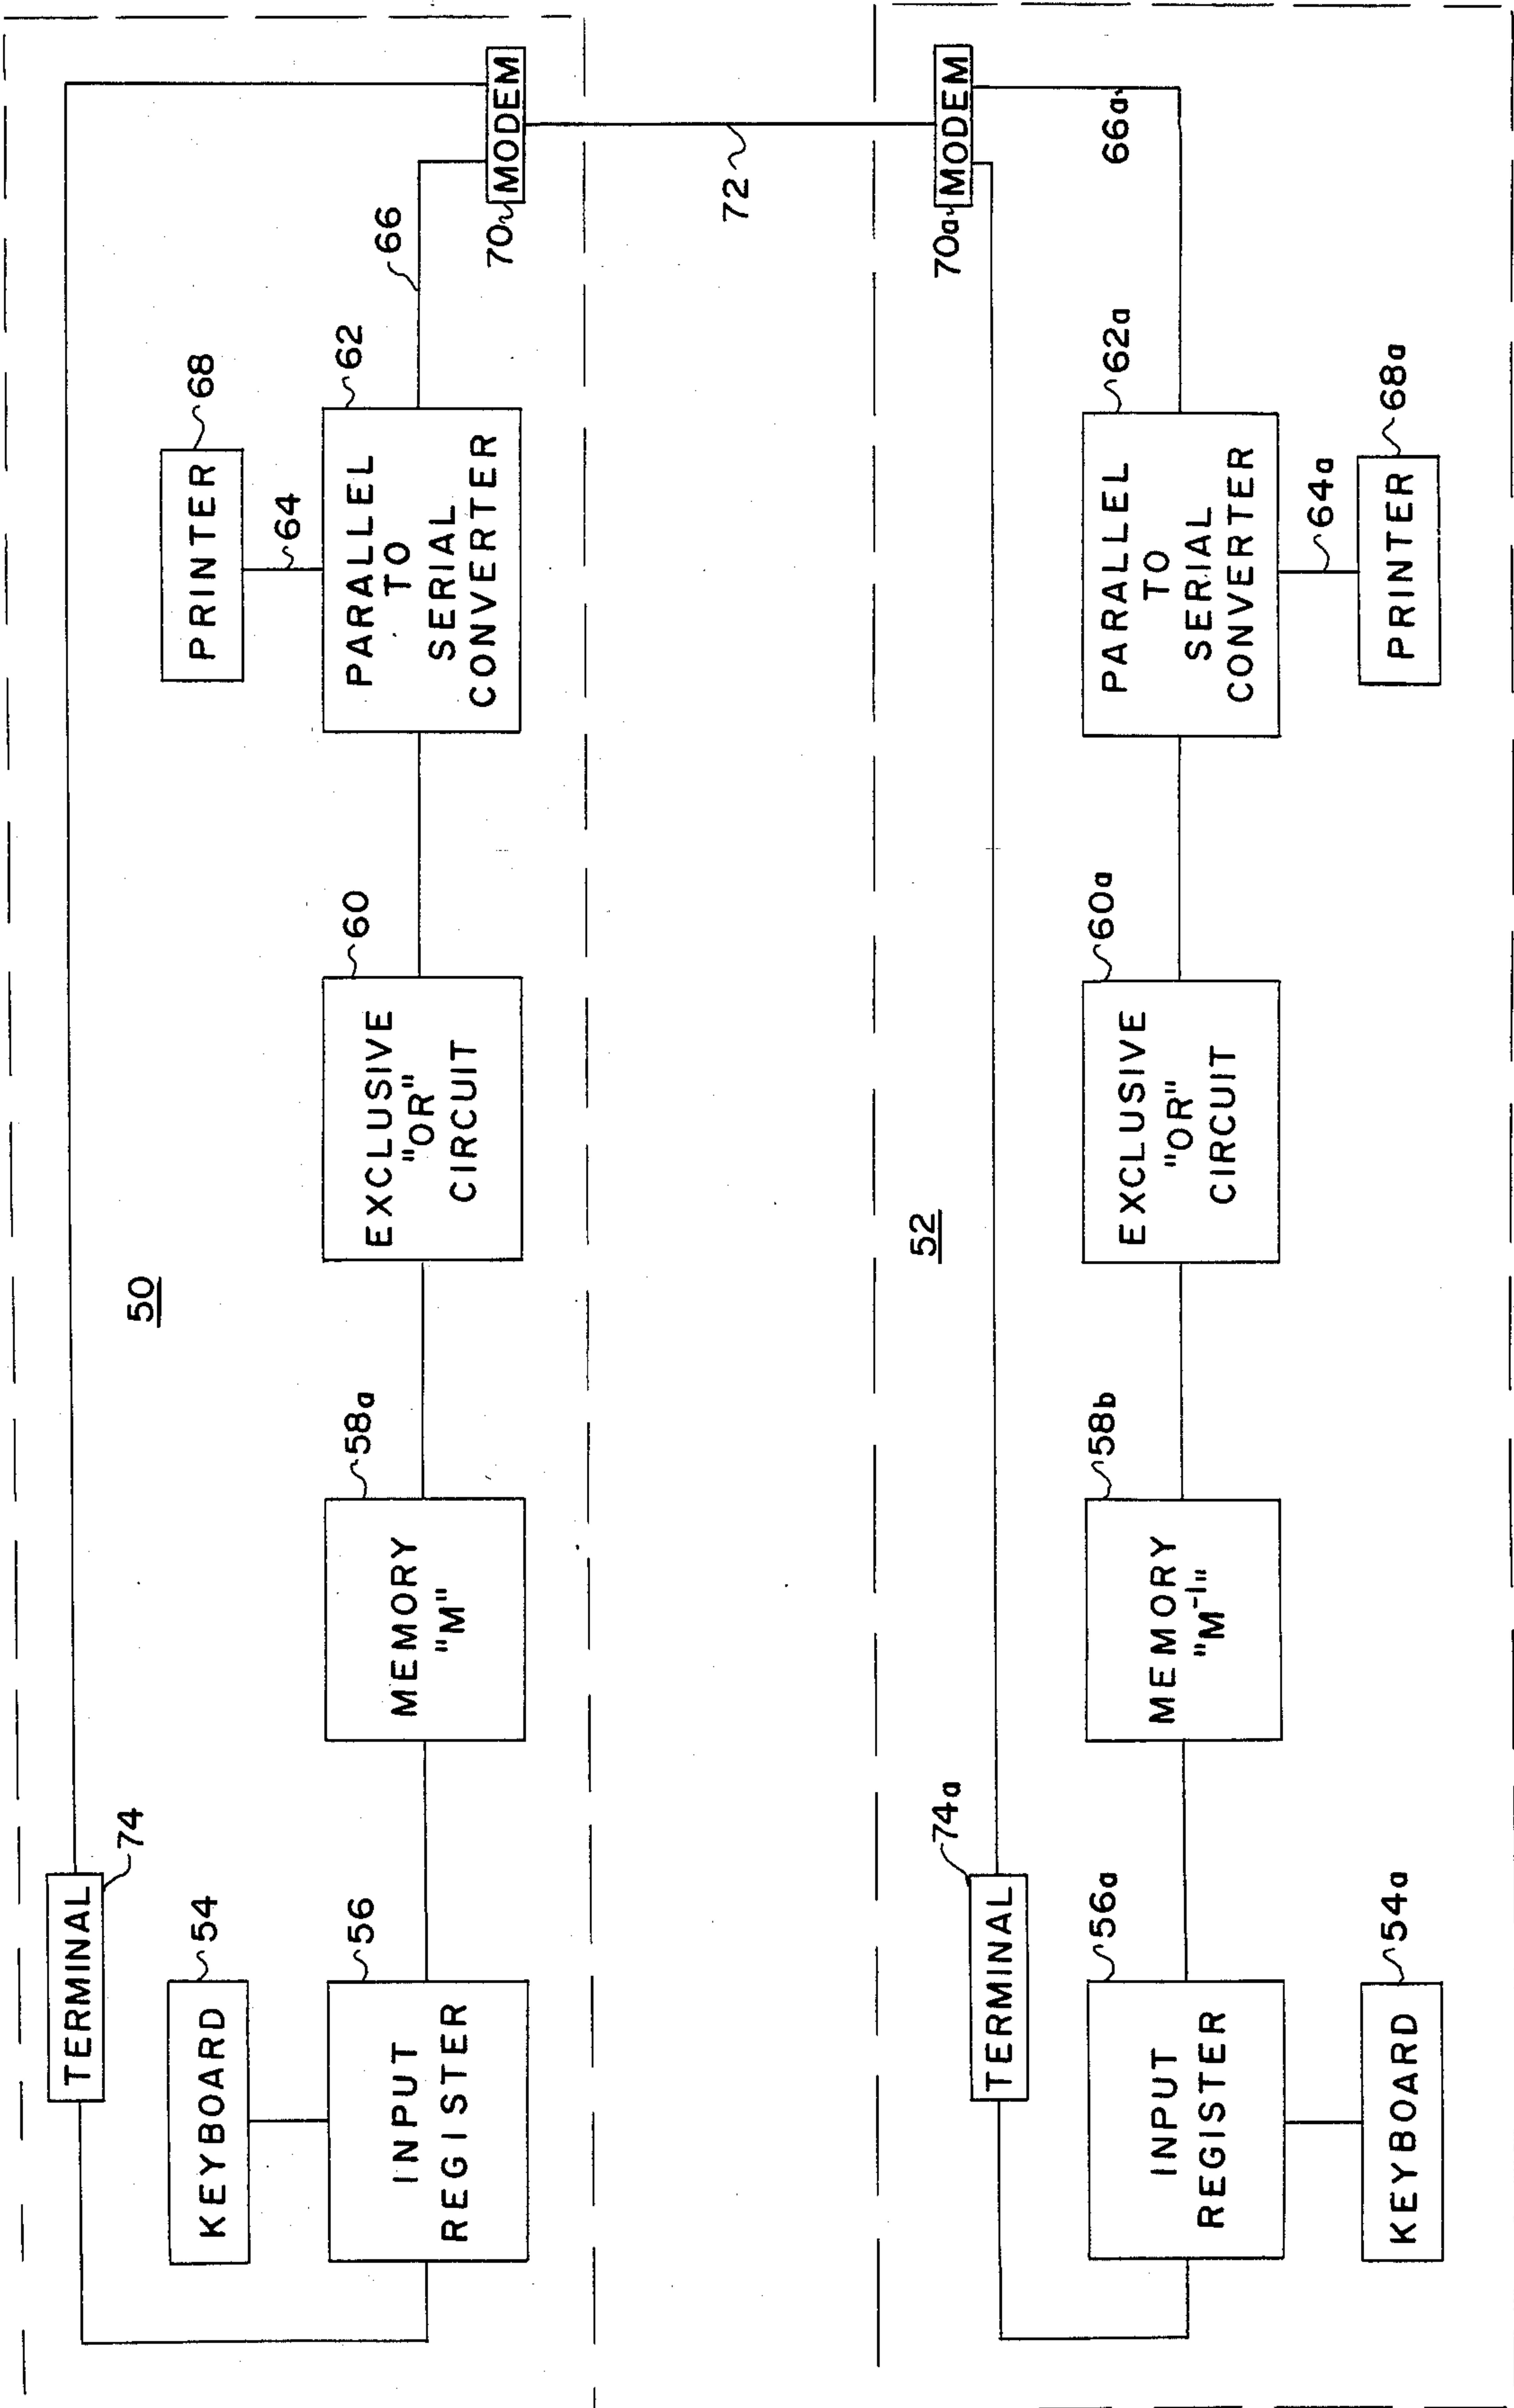 50
TERMINAL
74
KEYBOARD
54
INPUT
REGISTER
56
MEMORY
"M"
58a
EXCLUSIVE
"OR"
CIRCUIT
60
PARALLEL
TO
SERIAL
CONVERTER
62
64
PRINTER
68
66
70
MODEM
72
52
TERMINAL
74a
INPUT
REGISTER
56a
KEYBOARD
54a
MEMORY
"M⁻¹"
58b
EXCLUSIVE
"OR"
CIRCUIT
60a
PARALLEL
TO
SERIAL
CONVERTER
62a
64a
PRINTER
68a
70a
MODEM
66a